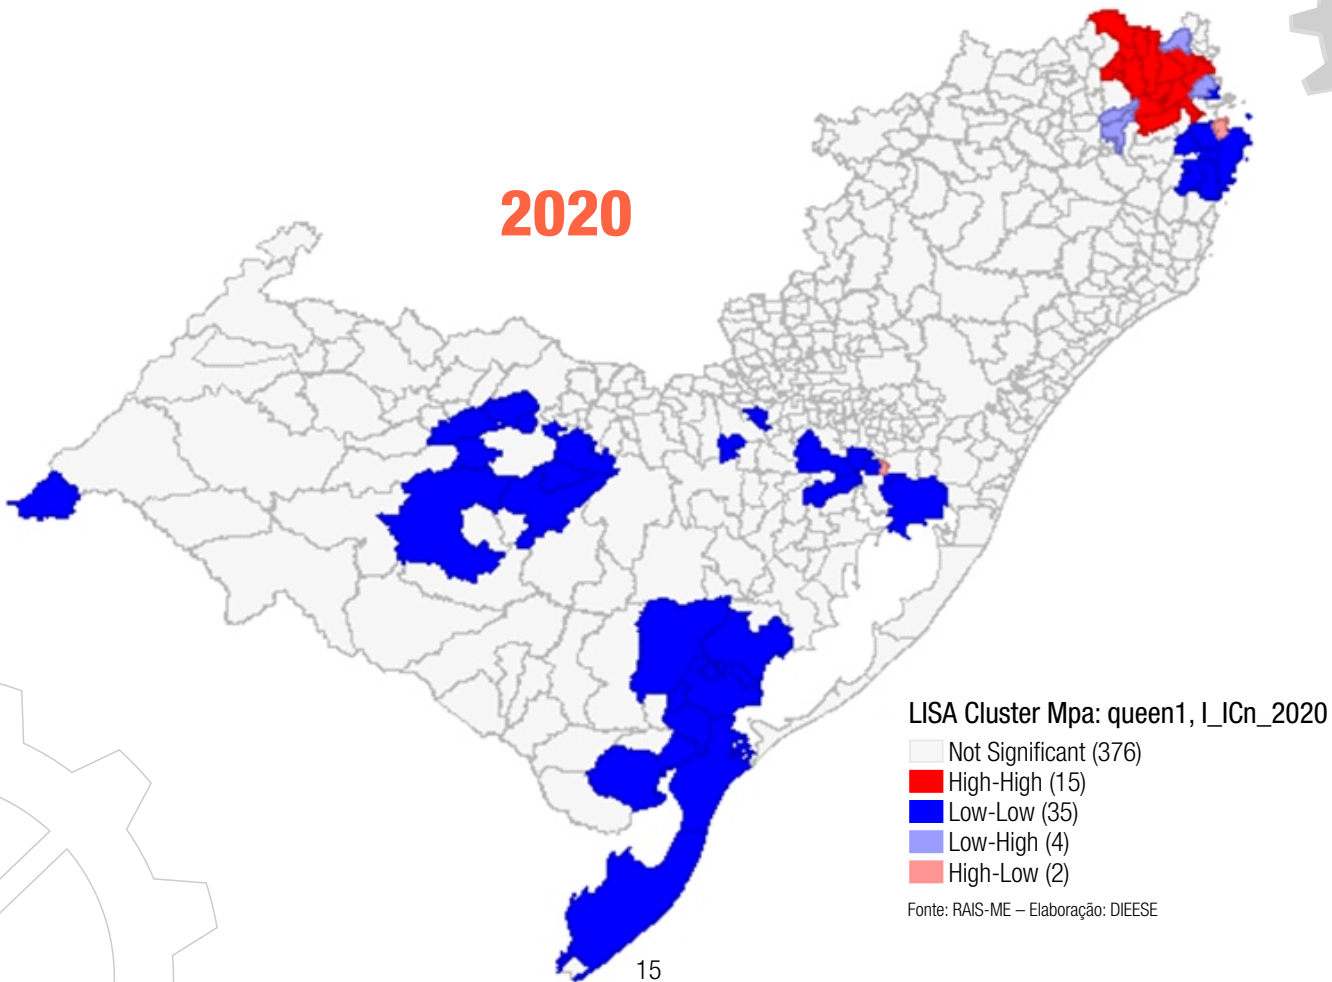 2020
LISA Cluster Mpa: queen1, I_ICn_2020
Not Significant (376)
High-High (15)
Low-Low (35)
Low-High (4)
High-Low (2)
Fonte: RAIS-ME – Elaboração: DIEESE
15